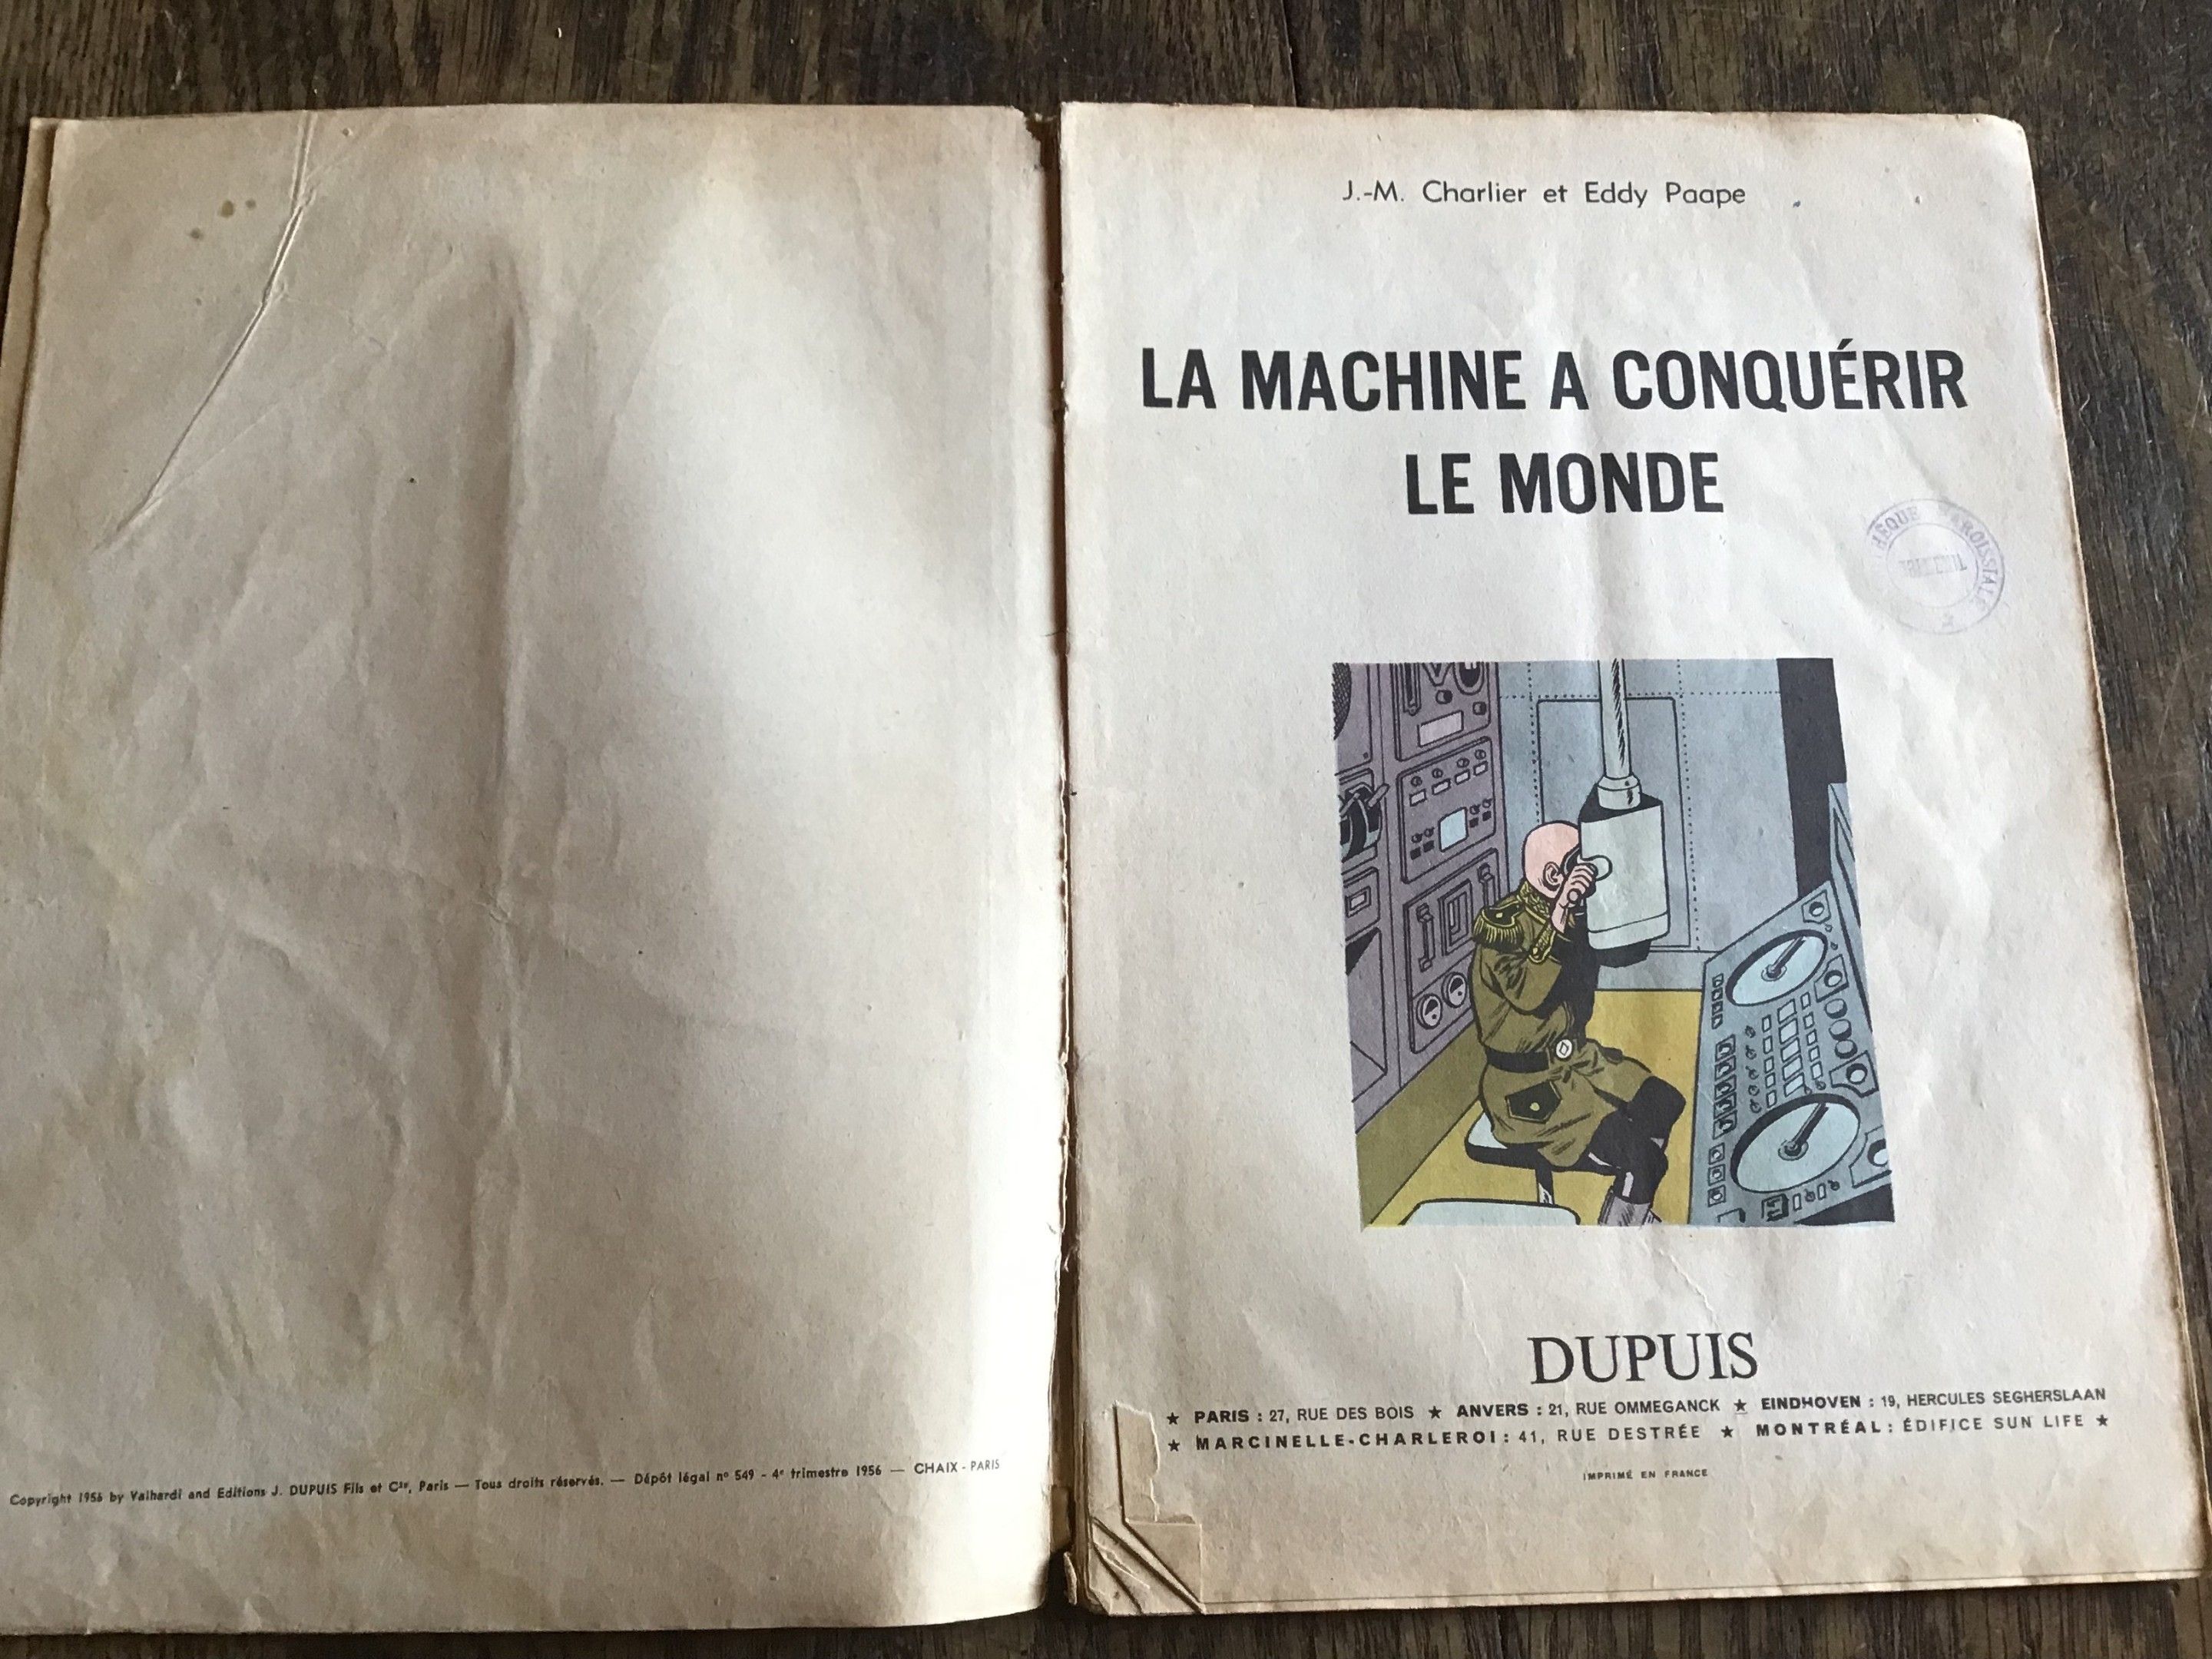 Copyright 1956 by Valhardi and Editions J. DUPUIS Fils et Cie, Paris — Tous droits réservés. — Dépôt légal nº 549 - 4e trimestre 1956 — CHAIX - PARIS
J.-M. Charlier et Eddy Paape
LA MACHINE A CONQUÉRIR
LE MONDE
HÈQUE PAROISSIALE
DUPUIS
★ PARIS : 27, RUE DES BOIS ★ ANVERS : 21, RUE OMMEGANCK ★ EINDHOVEN : 19, HERCULES SEGHERSLAAN
★ MARCINELLE-CHARLEROI : 41, RUE DESTRÉE ★ MONTRÉAL : ÉDIFICE SUN LIFE ★
IMPRIMÉ EN FRANCE